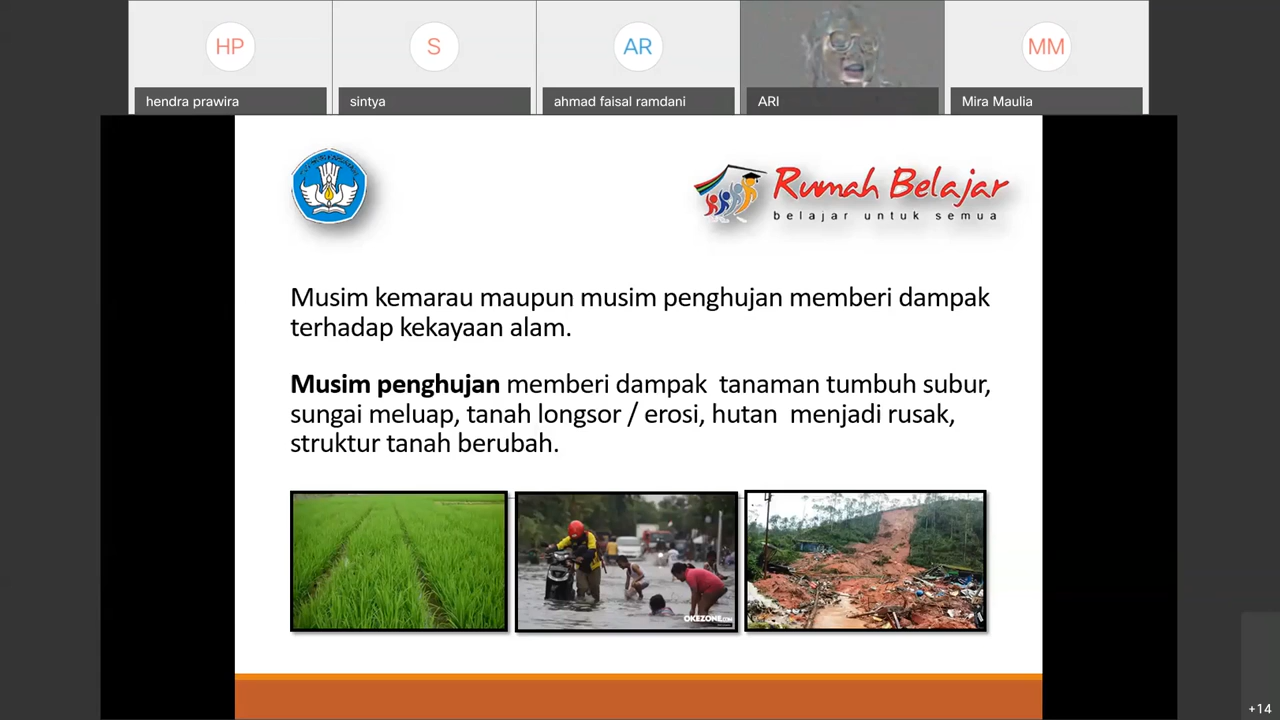 HP
S
AR
MM
hendra prawira
sintya
ahmad faisal ramdani
ARI
Mira Maulia
Rumah Belajar
belajar untuk semua
Musim kemarau maupun musim penghujan memberi dampak
terhadap kekayaan alam.
Musim penghujan memberi dampak tanaman tumbuh subur,
sungai meluap, tanah longsor / erosi, hutan menjadi rusak,
struktur tanah berubah.
OKEZONE.COM
+14